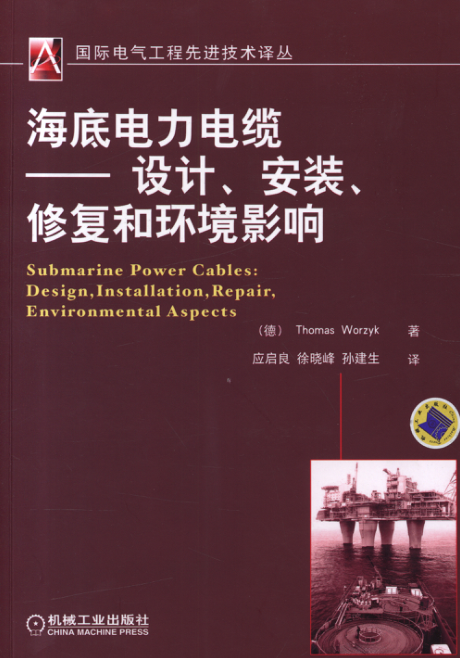 国际电气工程先进技术译丛
海底电力电缆
—— 设计、安装、
修复和环境影响
Submarine Power Cables:
Design,Installation,Repair,
Environmental Aspects
(德) Thomas Worzyk 著
应启良 徐晓峰 孙建生 译
机械工业出版社
CHINA MACHINE PRESS